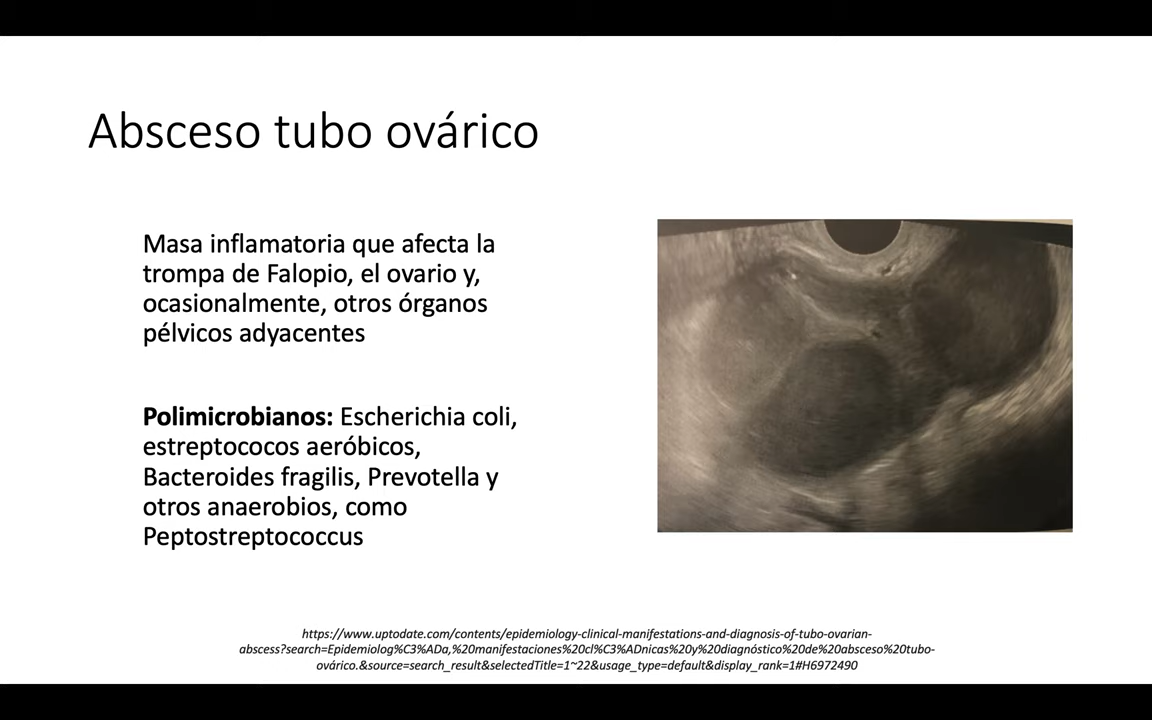 Absceso tubo ovárico
Masa inflamatoria que afecta la
trompa de Falopio, el ovario y,
ocasionalmente, otros órganos
pélvicos adyacentes
Polimicrobianos: Escherichia coli,
estreptococos aeróbicos,
Bacteroides fragilis, Prevotella y
otros anaerobios, como
Peptostreptococcus
https://www.uptodate.com/contents/epidemiology-clinical-manifestations-and-diagnosis-of-tubo-ovarian-
abscess?search=Epidemiolog%C3%ADa,%20manifestaciones%20cl%C3%ADnicas%20y%20diagnóstico%20de%20absceso%20tubo-
ovárico.&source=search_result&selectedTitle=1~22&usage_type=default&display_rank=1#H6972490